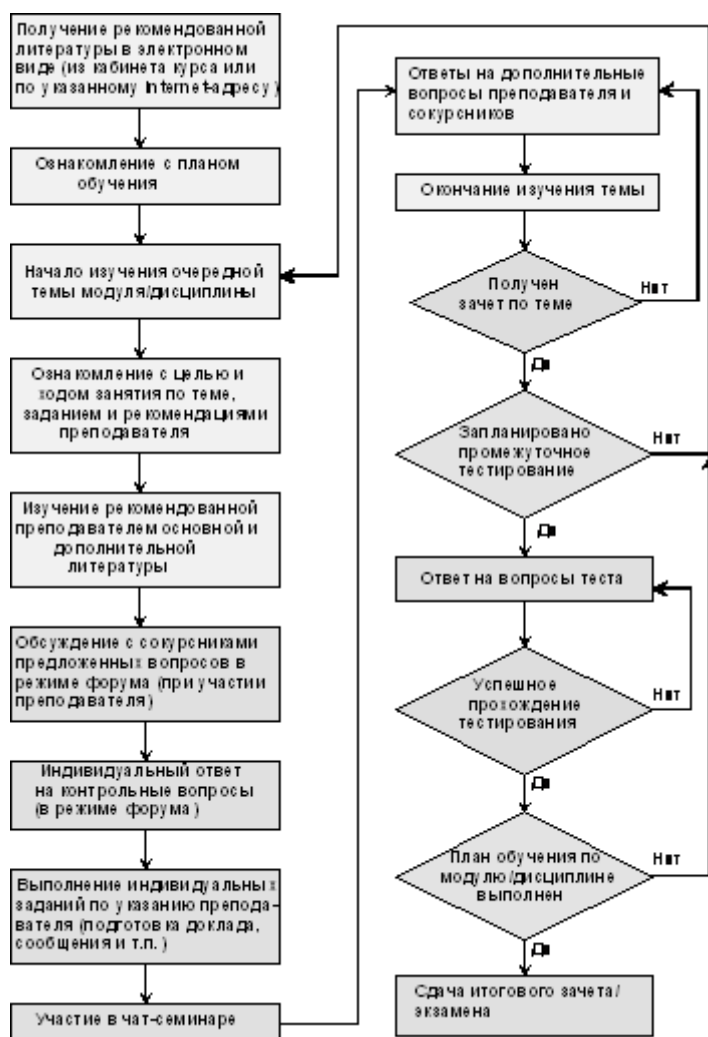 Получение рекомендованной
литературы в электронном
виде (из кабинета курса или
по указанному Internet-адресу)
Ознакомление с планом
обучения
Начало изучения очередной
темы модуля/дисциплины
Ознакомление с целью и
ходом занятия по теме,
заданием и рекомендациями
преподавателя
Изучение рекомендованной
преподавателем основной и
дополнительной
литературы
Обсуждение с сокурсниками
предложенных вопросов в
режиме форума (при участии
преподавателя)
Индивидуальный ответ
на контрольные вопросы
(в режиме форума)
Выполнение индивидуальных
заданий по указанию препода-
вателя (подготовка доклада,
сообщения и т.п.)
Участие в чат-семинаре
Ответы на дополнительные
вопросы преподавателя и
сокурсников
Окончание изучения темы
Получен
зачет по теме
Нет
Да
Запланировано
промежуточное
тестирование
Нет
Да
Ответ на вопросы теста
Успешное
прохождение
тестирования
Нет
Да
План обучения по
модулю/дисциплине
выполнен
Нет
Да
Сдача итогового зачета/
экзамена